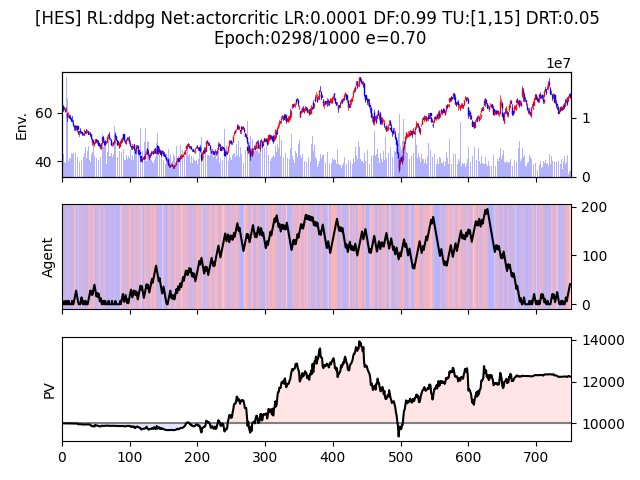 [HES] RL:ddpg Net:actorcritic LR:0.0001 DF:0.99 TU:[1,15] DRT:0.05
Epoch:0298/1000 e=0.70
1e7
Env.
60
40
1
0
Agent
200
100
0
PV
14000
12000
10000
0 100 200 300 400 500 600 700